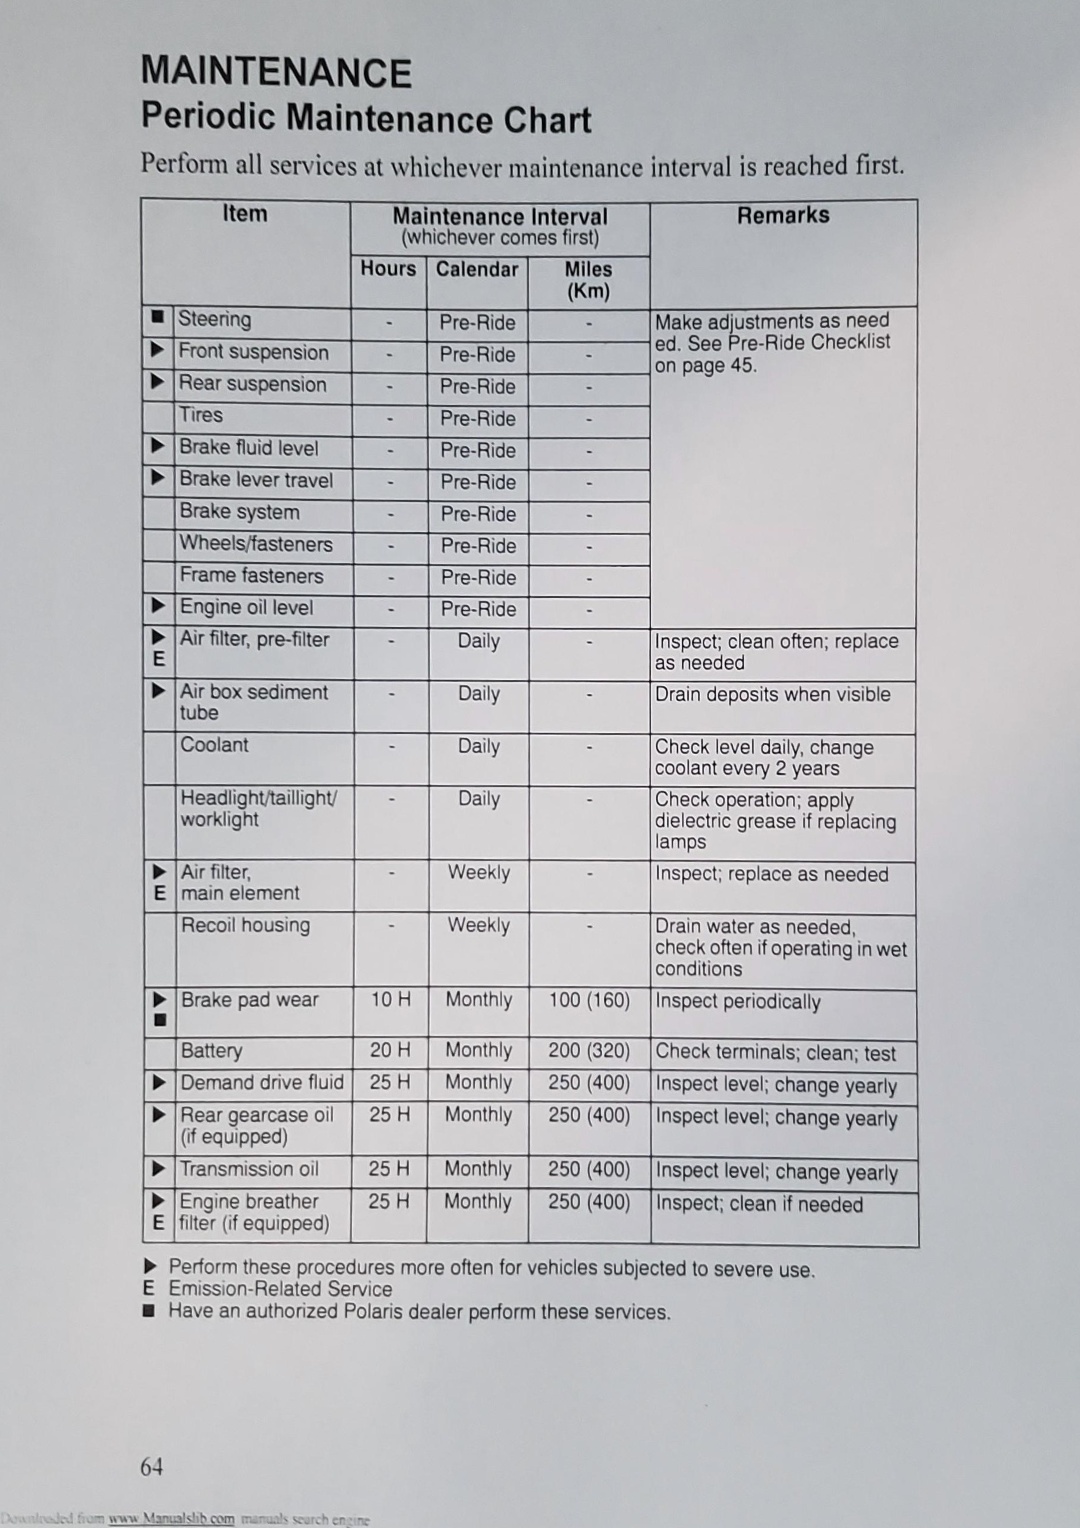 MAINTENANCE
Periodic Maintenance Chart
Perform all services at whichever maintenance interval is reached first.
Item Maintenance Interval Remarks
(whichever comes first)
Hours Calendar Miles
(Km)
■ Steering - Pre-Ride - Make adjustments as need
ed. See Pre-Ride Checklist
on page 45.
▶ Front suspension - Pre-Ride -
▶ Rear suspension - Pre-Ride -
Tires - Pre-Ride -
▶ Brake fluid level - Pre-Ride -
▶ Brake lever travel - Pre-Ride -
Brake system - Pre-Ride -
Wheels/fasteners - Pre-Ride -
Frame fasteners - Pre-Ride -
▶ Engine oil level - Pre-Ride -
▶ Air filter, pre-filter - Daily - Inspect; clean often; replace
E as needed
▶ Air box sediment - Daily - Drain deposits when visible
tube
Coolant - Daily - Check level daily, change
coolant every 2 years
Headlight/taillight/ - Daily - Check operation; apply
worklight dielectric grease if replacing
lamps
▶ Air filter, - Weekly - Inspect; replace as needed
E main element
Recoil housing - Weekly - Drain water as needed,
check often if operating in wet
conditions
▶ Brake pad wear 10 H Monthly 100 (160) Inspect periodically
■
Battery 20 H Monthly 200 (320) Check terminals; clean; test
▶ Demand drive fluid 25 H Monthly 250 (400) Inspect level; change yearly
▶ Rear gearcase oil 25 H Monthly 250 (400) Inspect level; change yearly
(if equipped)
▶ Transmission oil 25 H Monthly 250 (400) Inspect level; change yearly
▶ Engine breather 25 H Monthly 250 (400) Inspect; clean if needed
E filter (if equipped)
▶ Perform these procedures more often for vehicles subjected to severe use.
E Emission-Related Service
■ Have an authorized Polaris dealer perform these services.
64
Downloaded from www.Manualslib.com manuals search engine